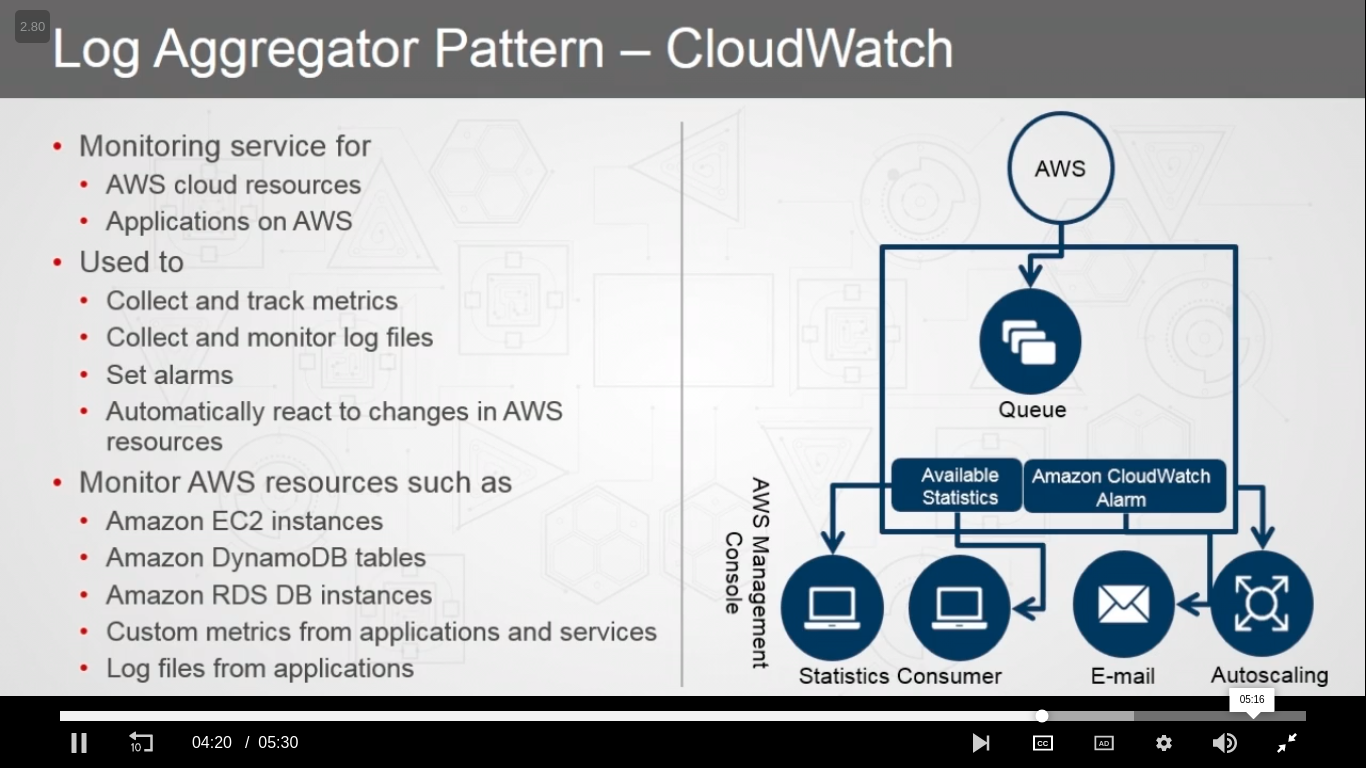 2.80
Log Aggregator Pattern – CloudWatch
• Monitoring service for
• AWS cloud resources
• Applications on AWS
• Used to
• Collect and track metrics
• Collect and monitor log files
• Set alarms
• Automatically react to changes in AWS
resources
• Monitor AWS resources such as
• Amazon EC2 instances
• Amazon DynamoDB tables
• Amazon RDS DB instances
• Custom metrics from applications and services
• Log files from applications
AWS
Queue
Available
Statistics
Amazon CloudWatch
Alarm
AWS Management
Console
Statistics Consumer
E-mail
Autoscaling
05:16
10
04:20 / 05:30
CC
AD